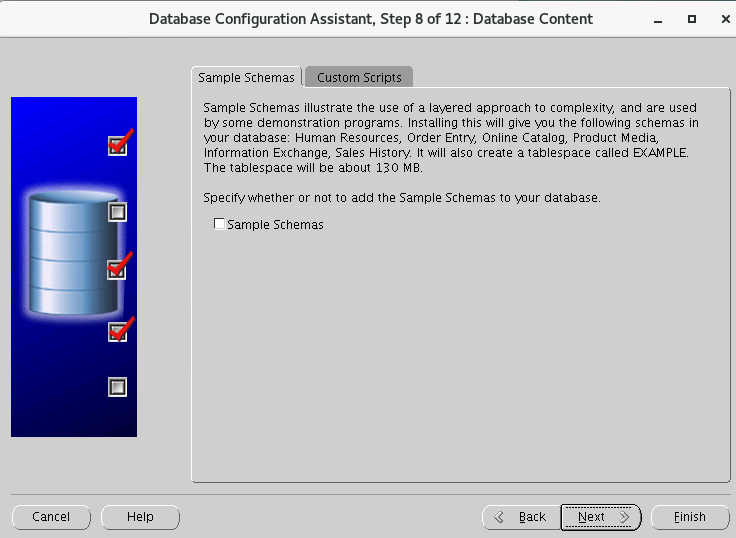 Database Configuration Assistant, Step 8 of 12 : Database Content
Sample Schemas
Custom Scripts
Sample Schemas illustrate the use of a layered approach to complexity, and are used
by some demonstration programs. Installing this will give you the following schemas in
your database: Human Resources, Order Entry, Online Catalog, Product Media,
Information Exchange, Sales History. It will also create a tablespace called EXAMPLE.
The tablespace will be about 130 MB.
Specify whether or not to add the Sample Schemas to your database.
Sample Schemas
Cancel
Help
Back
Next
Finish